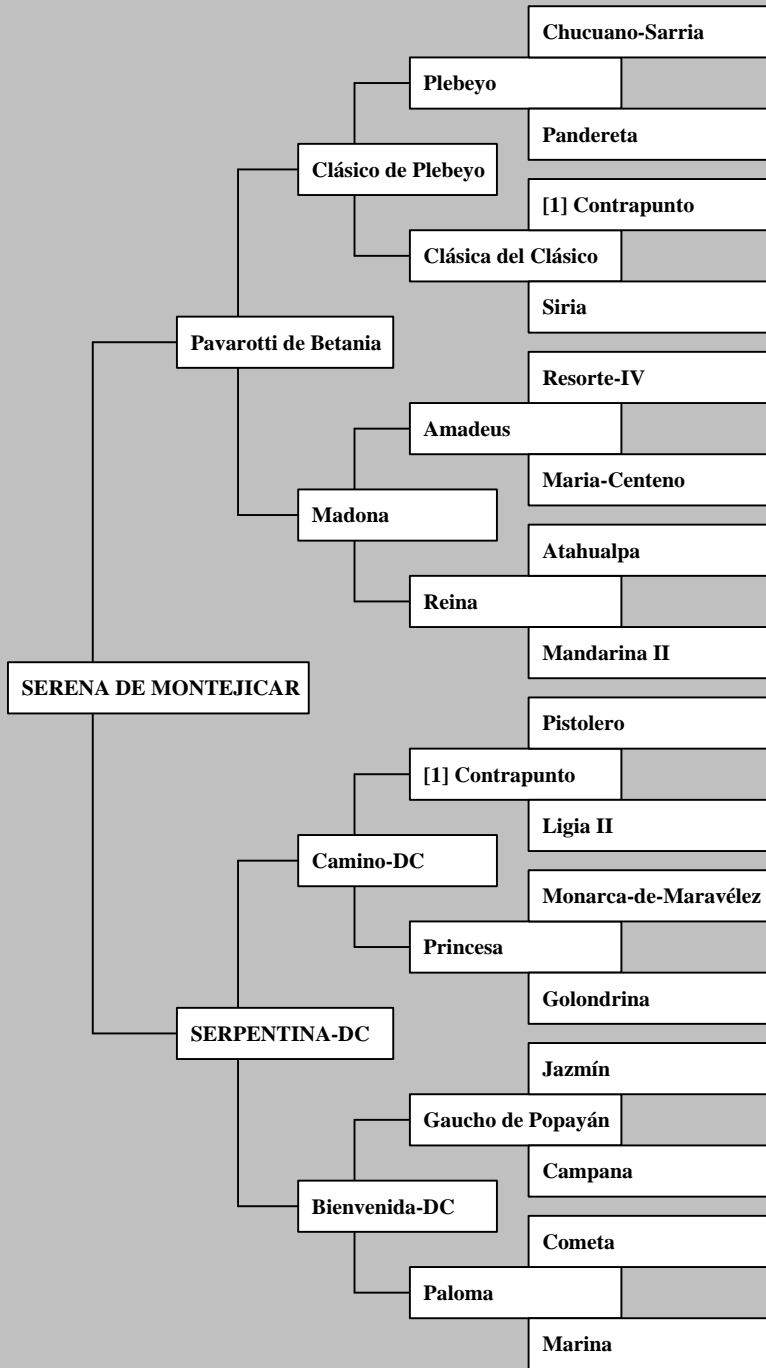 Chucuano-Sarria
Plebeyo
Pandereta
Clásico de Plebeyo
[1] Contrapunto
Clásica del Clásico
Siria
Pavarotti de Betania
Resorte-IV
Amadeus
Maria-Centeno
Madona
Atahualpa
Reina
Mandarina II
SERENA DE MONTEJICAR
Pistolero
[1] Contrapunto
Ligia II
Camino-DC
Monarca-de-Maravélez
Princesa
Golondrina
SERPENTINA-DC
Jazmín
Gaucho de Popayán
Campana
Bienvenida-DC
Cometa
Paloma
Marina